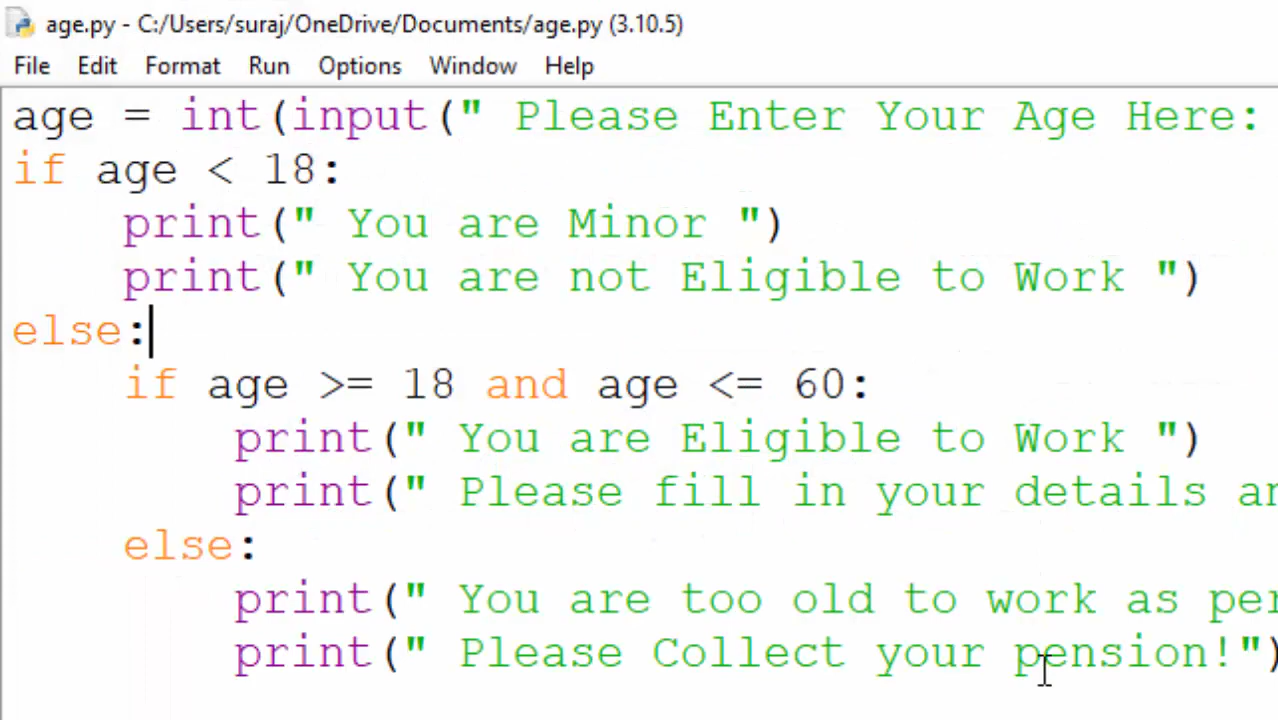 age.py - C:/Users/suraj/OneDrive/Documents/age.py (3.10.5)
File Edit Format Run Options Window Help
age = int(input(" Please Enter Your Age Here:
if age < 18:
    print(" You are Minor ")
    print(" You are not Eligible to Work ")
else:
    if age >= 18 and age <= 60:
        print(" You are Eligible to Work ")
        print(" Please fill in your details
    else:
        print(" You are too old to work as
        print(" Please Collect your pension!")